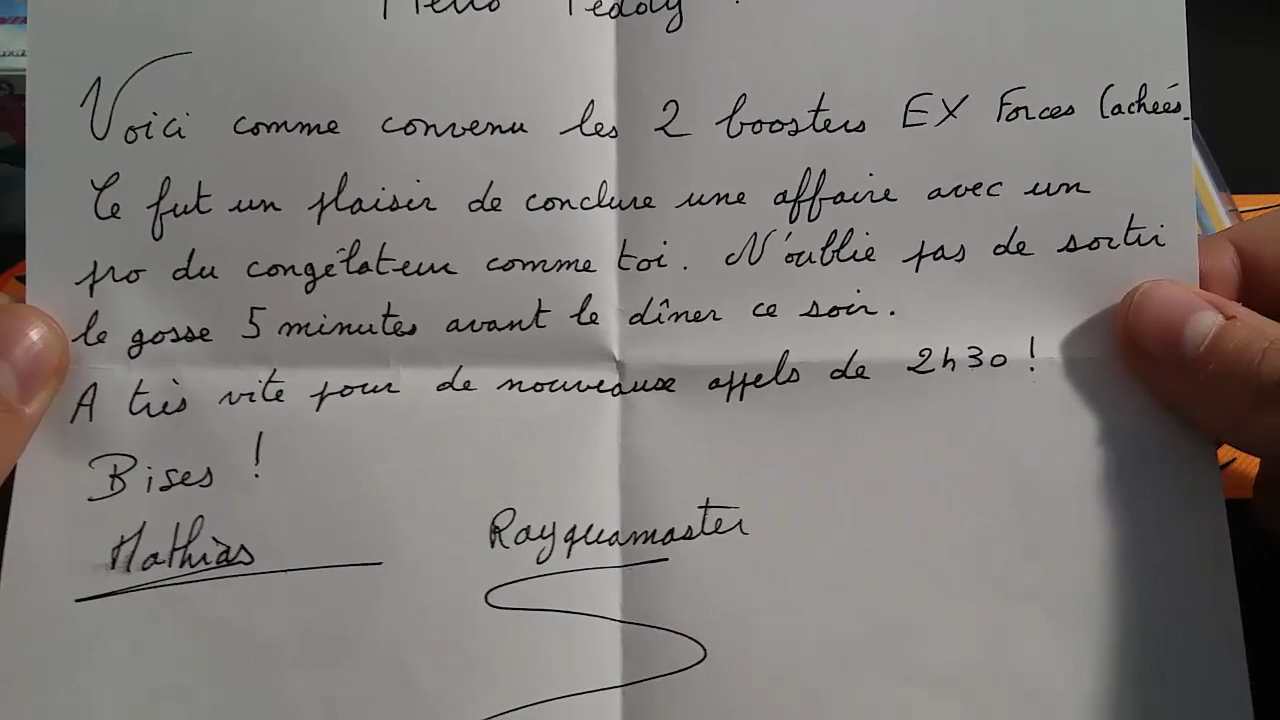 Hello Teddly !
Voici comme convenu les 2 boosters EX Forces Cachées.
Ce fut un plaisir de conclure une affaire avec un
pro du congélateur comme toi. N'oublie pas de sortir
le gosse 5 minutes avant le dîner ce soir.
A très vite pour de nouveaux appels de 2h30 !
Bises !
Mathias
Rayquamaster